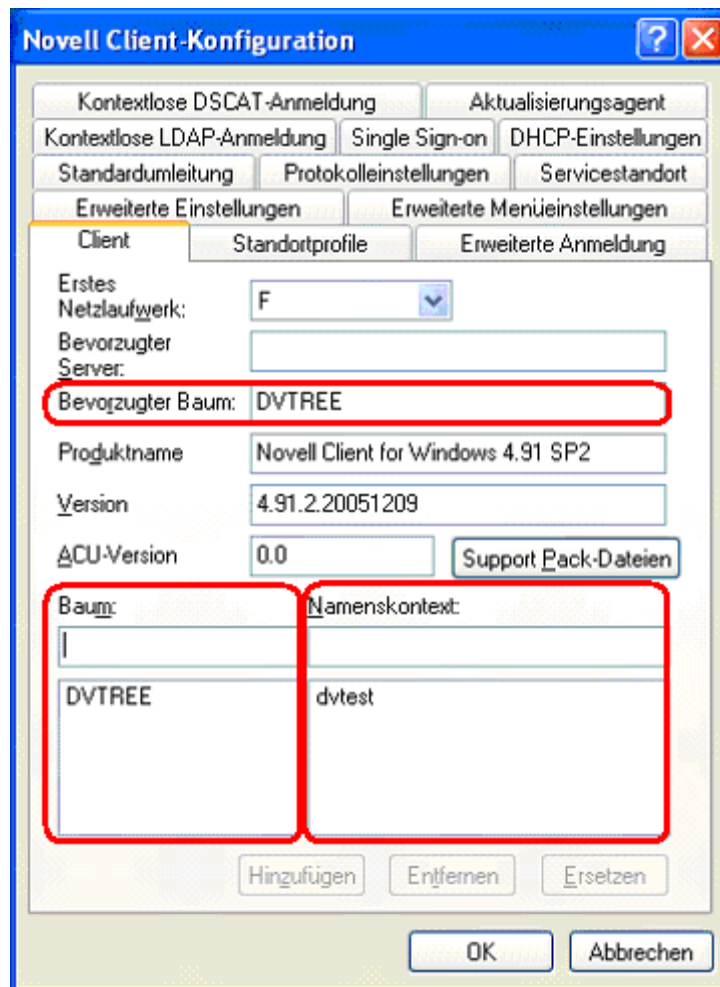 Novell Client-Konfiguration
Kontextlose DSCAT-Anmeldung Aktualisierungsagent
Kontextlose LDAP-Anmeldung Single Sign-on DHCP-Einstellungen
Standardumleitung Protokolleinstellungen Servicestandort
Erweiterte Einstellungen Erweiterte Menüeinstellungen
Client Standortprofile Erweiterte Anmeldung
Erstes
Netzlaufwerk: F
Bevorzugter
Server:
Bevorzugter Baum: DVTREE
Produktname Novell Client for Windows 4.91 SP2
Version 4.91.2.20051209
ACU-Version 0.0 Support Pack-Dateien
Baum: Namenskontext:
DVTREE dvtest
Hinzufügen Entfernen Ersetzen
OK Abbrechen